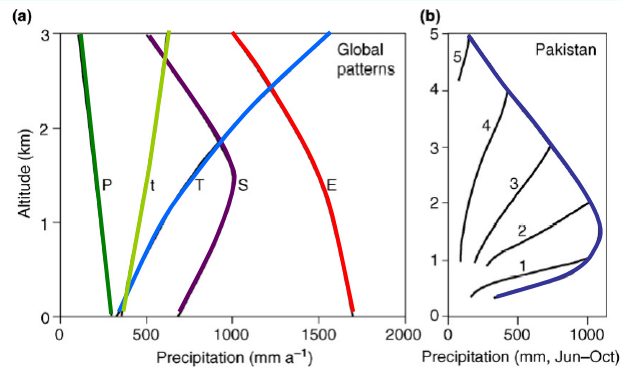 (a)
3
2
1
0
Altitude (km)
Global
patterns
P
t
T
S
E
0
500
1000
1500
2000
Precipitation (mm a⁻¹)
(b)
5
4
3
2
1
0
Pakistan
5
4
3
2
1
0
500
1000
Precipitation (mm, Jun–Oct)